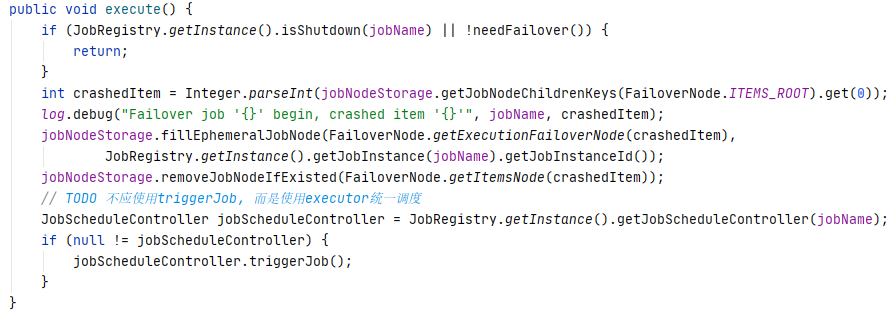 public void execute() {
if (JobRegistry.getInstance().isShutdown(jobName) || !needFailover()) {
return;
}
int crashedItem = Integer.parseInt(jobNodeStorage.getJobNodeChildrenKeys(FailoverNode.ITEMS_ROOT).get(0));
log.debug("Failover job '{}' begin, crashed item '{}'", jobName, crashedItem);
jobNodeStorage.fillEphemeralJobNode(FailoverNode.getExecutionFailoverNode(crashedItem),
JobRegistry.getInstance().getJobInstance(jobName).getJobInstanceId());
jobNodeStorage.removeJobNodeIfExisted(FailoverNode.getItemsNode(crashedItem));
// TODO 不应使用triggerJob, 而是使用executor统一调度
JobScheduleController jobScheduleController = JobRegistry.getInstance().getJobScheduleController(jobName);
if (null != jobScheduleController) {
jobScheduleController.triggerJob();
}
}